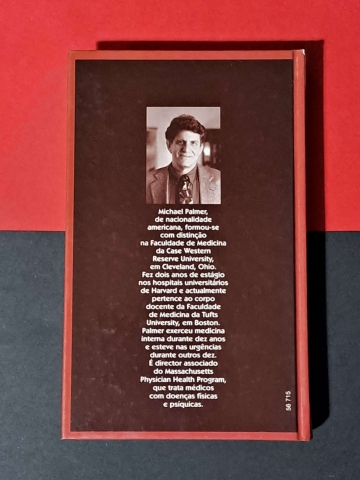 Michael Palmer,
de nacionalidade
americana, formou-se
com distinção
na Faculdade de Medicina
da Case Western
Reserve University,
em Cleveland, Ohio.
Fez dois anos de estágio
nos hospitais universitários
de Harvard e actualmente
pertence ao corpo
docente da Faculdade
de Medicina da Tufts
University, em Boston.
Palmer exerceu medicina
interna durante dez anos
e esteve nas urgências
durante outros dez.
É director associado
do Massachusetts
Physician Health Program,
que trata médicos
com doenças físicas
e psíquicas.
58 715